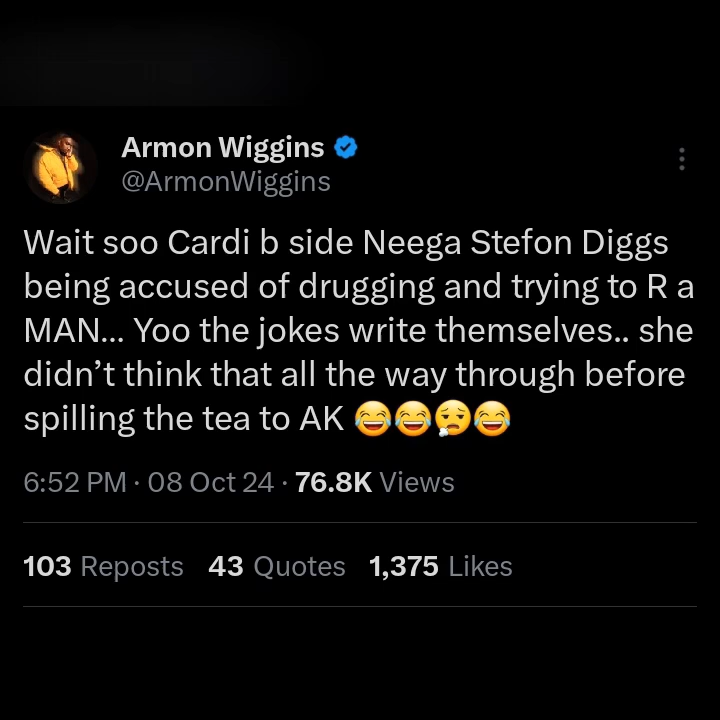 Armon Wiggins
@ArmonWiggins
Wait soo Cardi b side Neega Stefon Diggs
being accused of drugging and trying to R a
MAN... Yoo the jokes write themselves.. she
didn’t think that all the way through before
spilling the tea to AK 😂😂😮‍💨😂
6:52 PM · 08 Oct 24 · 76.8K Views
103 Reposts 43 Quotes 1,375 Likes